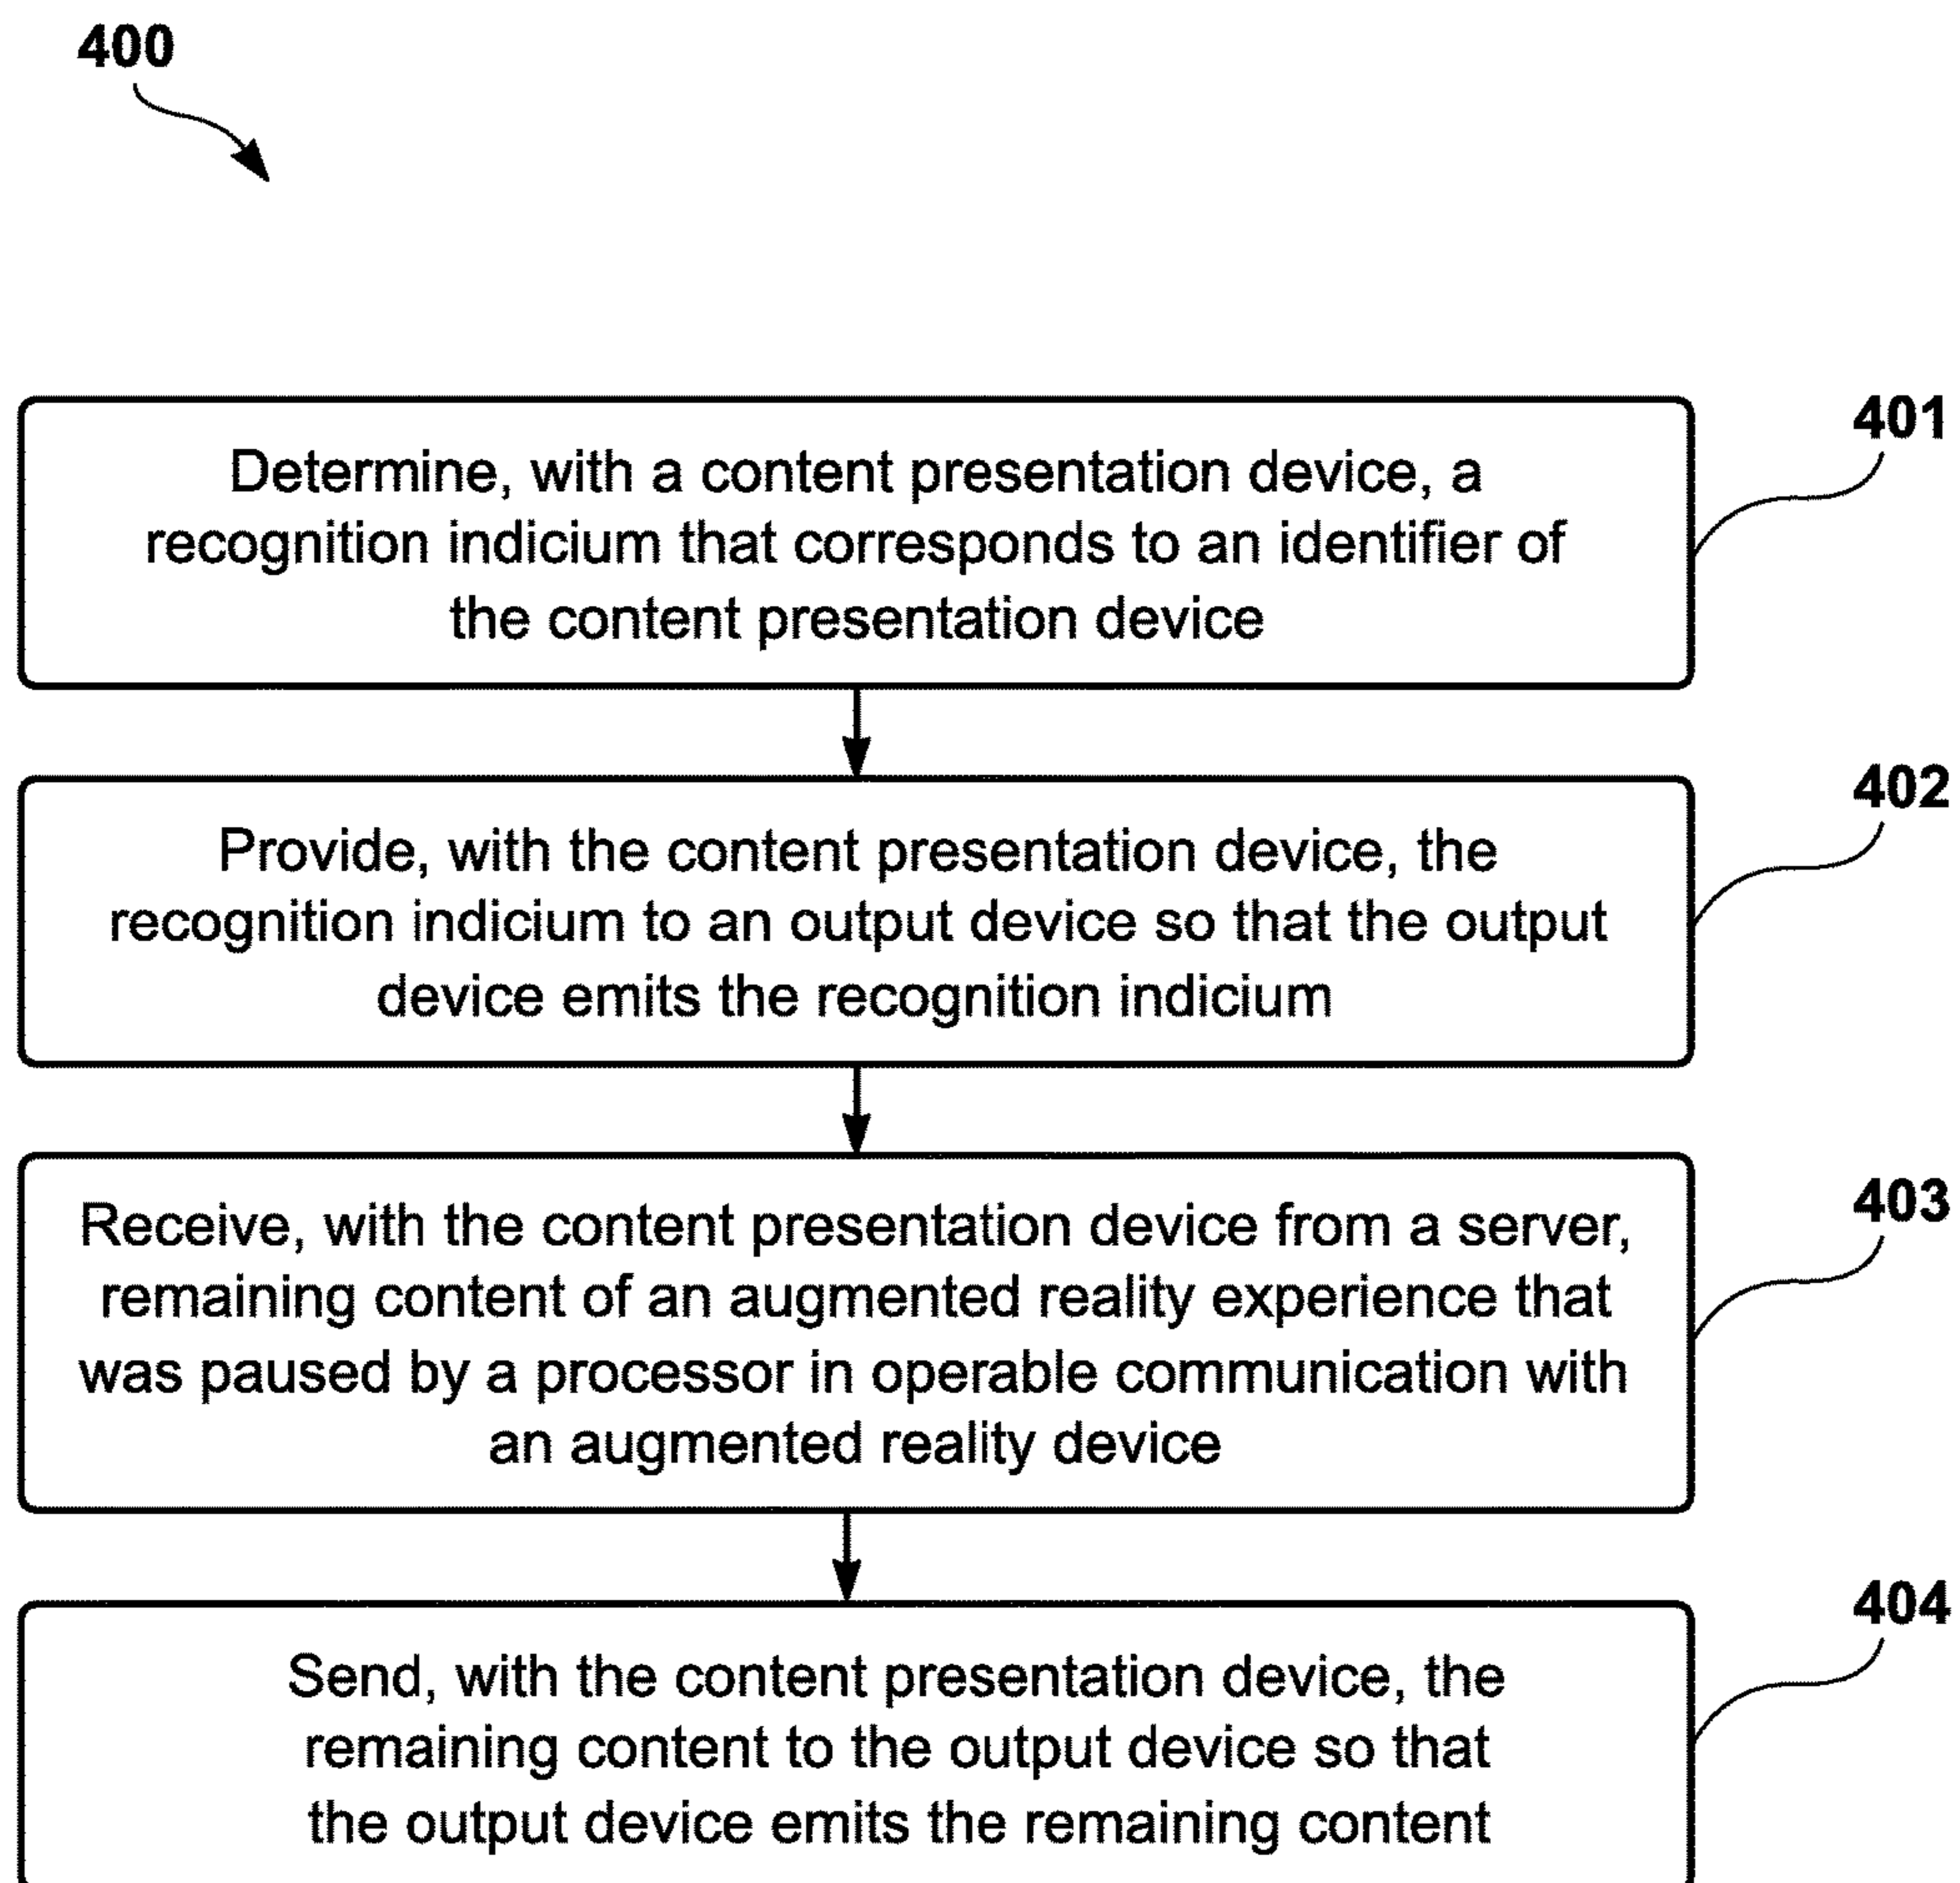 400
401
Determine, with a content presentation device, a
recognition indicium that corresponds to an identifier of
the content presentation device
402
Provide, with the content presentation device, the
recognition indicium to an output device so that the output
device emits the recognition indicium
403
Receive, with the content presentation device from a server,
remaining content of an augmented reality experience that
was paused by a processor in operable communication with
an augmented reality device
404
Send, with the content presentation device, the
remaining content to the output device so that
the output device emits the remaining content